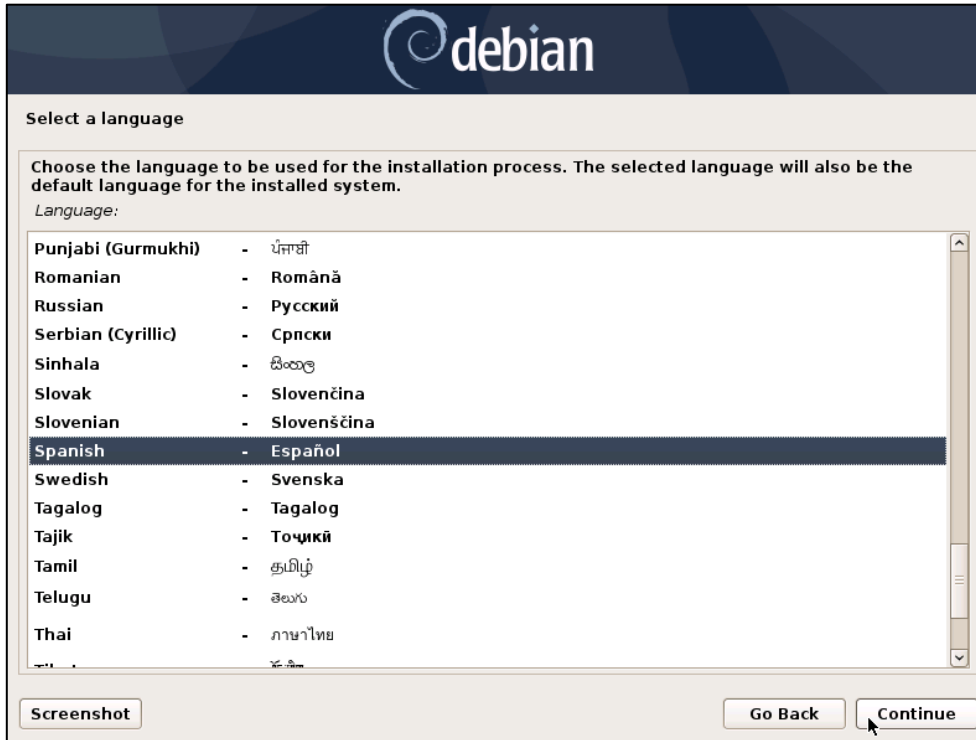 debian
Select a language
Choose the language to be used for the installation process. The selected language will also be the
default language for the installed system.
Language:
Punjabi (Gurmukhi) - ਪੰਜਾਬੀ
Romanian - Română
Russian - Русский
Serbian (Cyrillic) - Српски
Sinhala - සිංහල
Slovak - Slovenčina
Slovenian - Slovenščina
Spanish - Español
Swedish - Svenska
Tagalog - Tagalog
Tajik - Тоҷикӣ
Tamil - தமிழ்
Telugu - తెలుగు
Thai - ภาษาไทย
Screenshot Go Back Continue